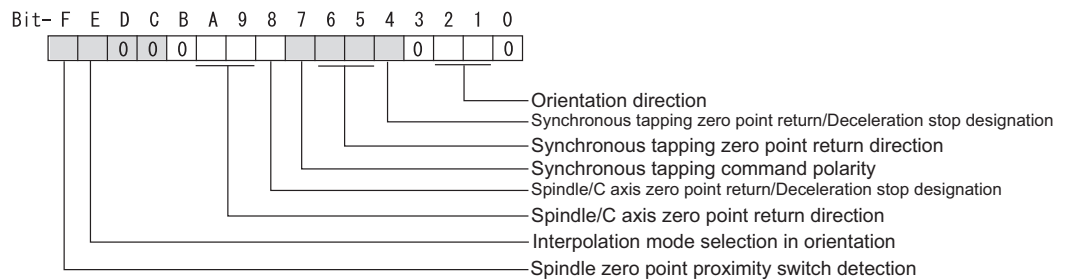 Bit- F E D C B A 9 8 7 6 5 4 3 2 1 0
0 0 0 0 0
Orientation direction
Synchronous tapping zero point return/Deceleration stop designation
Synchronous tapping zero point return direction
Synchronous tapping command polarity
Spindle/C axis zero point return/Deceleration stop designation
Spindle/C axis zero point return direction
Interpolation mode selection in orientation
Spindle zero point proximity switch detection